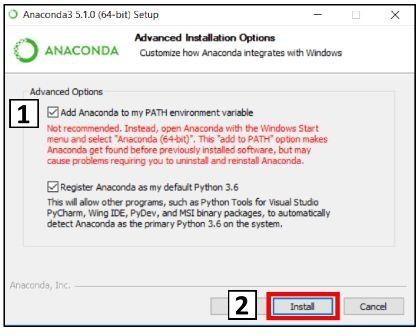 Anaconda3 5.1.0 (64-bit) Setup
ANACONDA
Advanced Installation Options
Customize how Anaconda integrates with Windows
Advanced Options
1
Add Anaconda to my PATH environment variable
Not recommended. Instead, open Anaconda with the Windows Start
menu and select "Anaconda (64-bit)". This "add to PATH" option makes
Anaconda get found before previously installed software, but may
cause problems requiring you to uninstall and reinstall Anaconda.
Register Anaconda as my default Python 3.6
This will allow other programs, such as Python Tools for Visual Studio
PyCharm, Wing IDE, PyDev, and MSI binary packages, to automatically
detect Anaconda as the primary Python 3.6 on the system.
Anaconda, Inc.
2
Install
Cancel